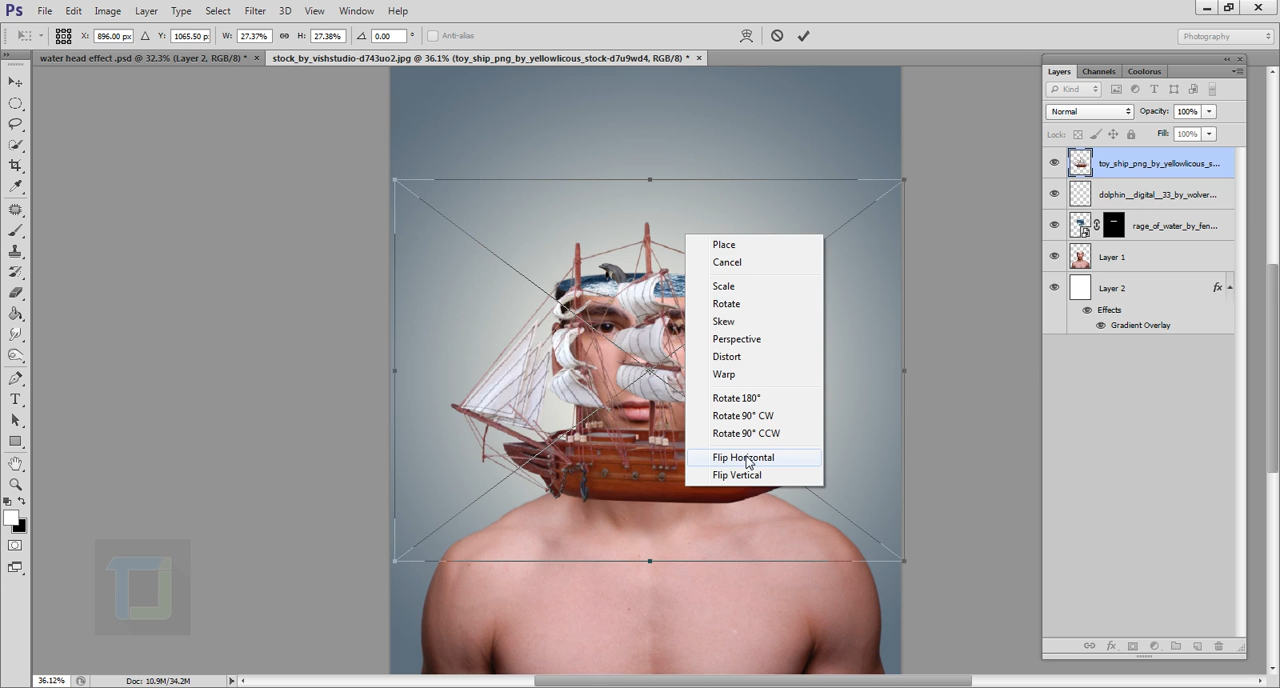 Ps File Edit Image Layer Type Select Filter 3D View Window Help
X: 896.00 px Y: 1065.50 p: W: 27.37% H: 27.38% 0.00 ° Anti-alias Photography
water head effect .psd @ 32.3% (Layer 2, RGB/8) * × stock_by_vishstudio-d743uo2.jpg @ 36.1% (toy_ship_png_by_yellowlicous_stock-d7u9wd4, RGB/8) * ×
Layers Channels Coolorus
Kind
Normal Opacity: 100%
Lock: Fill: 100%
toy_ship_png_by_yellowlicous_s...
dolphin__digital__33_by_wolver...
rage_of_water_by_fen...
Layer 1
Layer 2 fx
Effects
Gradient Overlay
Place
Cancel
Scale
Rotate
Skew
Perspective
Distort
Warp
Rotate 180°
Rotate 90° CW
Rotate 90° CCW
Flip Horizontal
Flip Vertical
36.12% Doc: 10.9M/34.2M